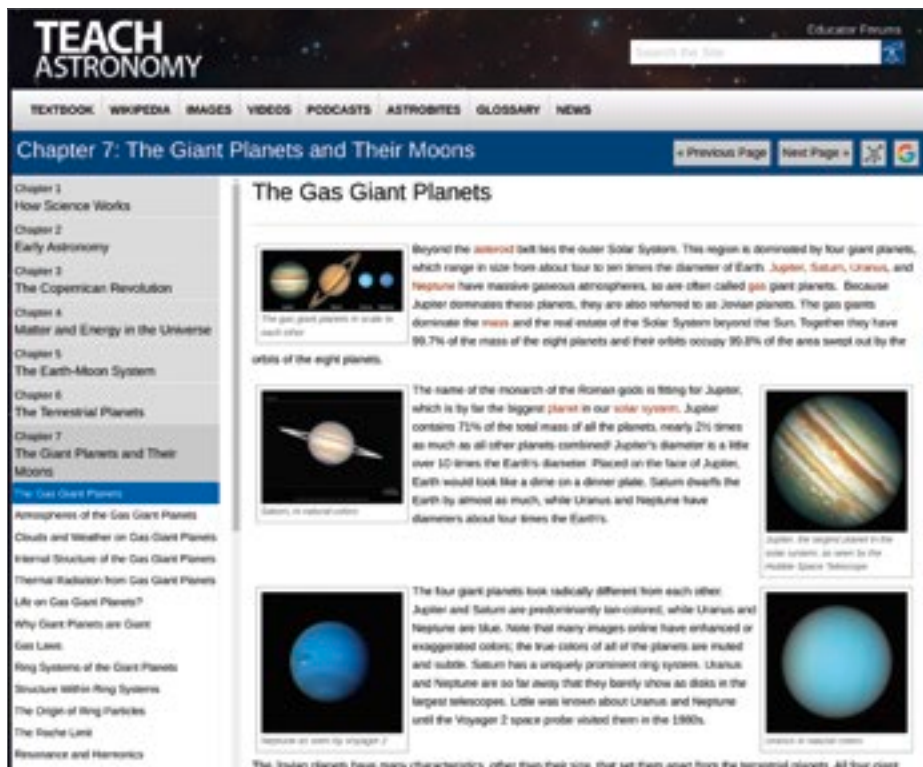 TEACH
ASTRONOMY
Educator Forums
Search the Site
TEXTBOOK WIKIPEDIA IMAGES VIDEOS PODCASTS ASTROBITES GLOSSARY NEWS
Chapter 7: The Giant Planets and Their Moons
« Previous Page
Next Page »
Chapter 1
How Science Works
Chapter 2
Early Astronomy
Chapter 3
The Copernican Revolution
Chapter 4
Matter and Energy in the Universe
Chapter 5
The Earth-Moon System
Chapter 6
The Terrestrial Planets
Chapter 7
The Giant Planets and Their
Moons
The Gas Giant Planets
Atmospheres of the Gas Giant Planets
Clouds and Weather on Gas Giant Planets
Internal Structure of the Gas Giant Planets
Thermal Radiation from Gas Giant Planets
Life on Gas Giant Planets?
Why Giant Planets are Giant
Gas Laws
Ring Systems of the Giant Planets
Structure Within Ring Systems
The Origin of Ring Particles
The Roche Limit
Resonance and Harmonics
The Gas Giant Planets
The gas giant planets in scale to
each other
Beyond the asteroid belt lies the outer Solar System. This region is dominated by four giant planets,
which range in size from about four to ten times the diameter of Earth. Jupiter, Saturn, Uranus, and
Neptune have massive gaseous atmospheres, so are often called gas giant planets. Because
Jupiter dominates these planets, they are also referred to as Jovian planets. The gas giants
dominate the mass and the real estate of the Solar System beyond the Sun. Together they have
99.7% of the mass of the eight planets and their orbits occupy 99.8% of the area swept out by the
orbits of the eight planets.
Saturn, in natural colors
The name of the monarch of the Roman gods is fitting for Jupiter,
which is by far the biggest planet in our solar system. Jupiter
contains 71% of the total mass of all the planets, nearly 2½ times
as much as all other planets combined! Jupiter's diameter is a little
over 10 times the Earth's diameter. Placed on the face of Jupiter,
Earth would look like a dime on a dinner plate. Saturn dwarfs the
Earth by almost as much, while Uranus and Neptune have
diameters about four times the Earth's.
Jupiter, the largest planet in the
solar system, as seen by the
Hubble Space Telescope
Neptune as seen by Voyager 2
The four giant planets look radically different from each other.
Jupiter and Saturn are predominantly tan-colored, while Uranus and
Neptune are blue. Note that many images online have enhanced or
exaggerated colors; the true colors of all of the planets are muted
and subtle. Saturn has a uniquely prominent ring system. Uranus
and Neptune are so far away that they barely show as disks in the
largest telescopes. Little was known about Uranus and Neptune
until the Voyager 2 space probe visited them in the 1980s.
Uranus in natural colors
The Jovian planets have many characteristics, other than their size, that set them apart from the terrestrial planets. All four giant